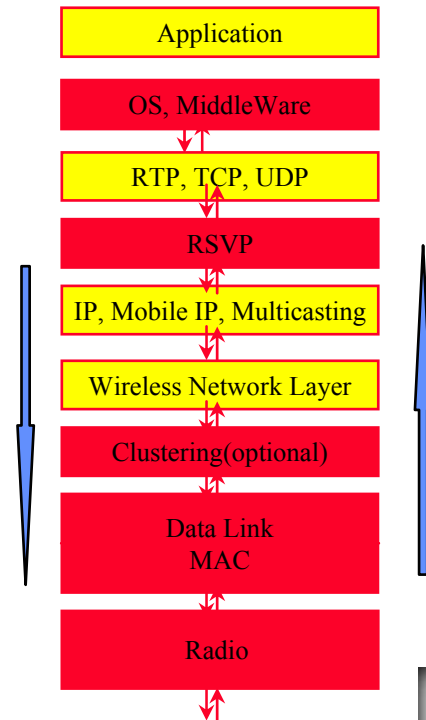 Application
OS, MiddleWare
RTP, TCP, UDP
RSVP
IP, Mobile IP, Multicasting
Wireless Network Layer
Clustering(optional)
Data Link
MAC
Radio